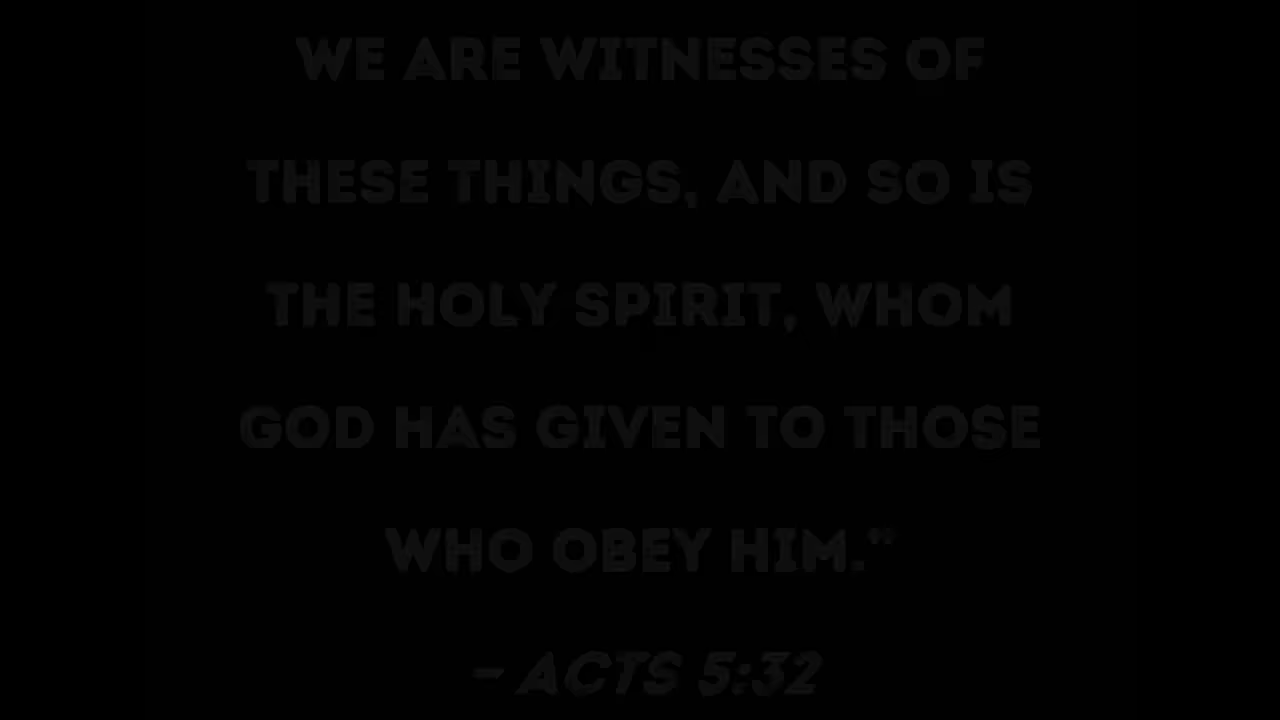 WE ARE WITNESSES OF
THESE THINGS, AND SO IS
THE HOLY SPIRIT, WHOM
GOD HAS GIVEN TO THOSE
WHO OBEY HIM."
– ACTS 5:32